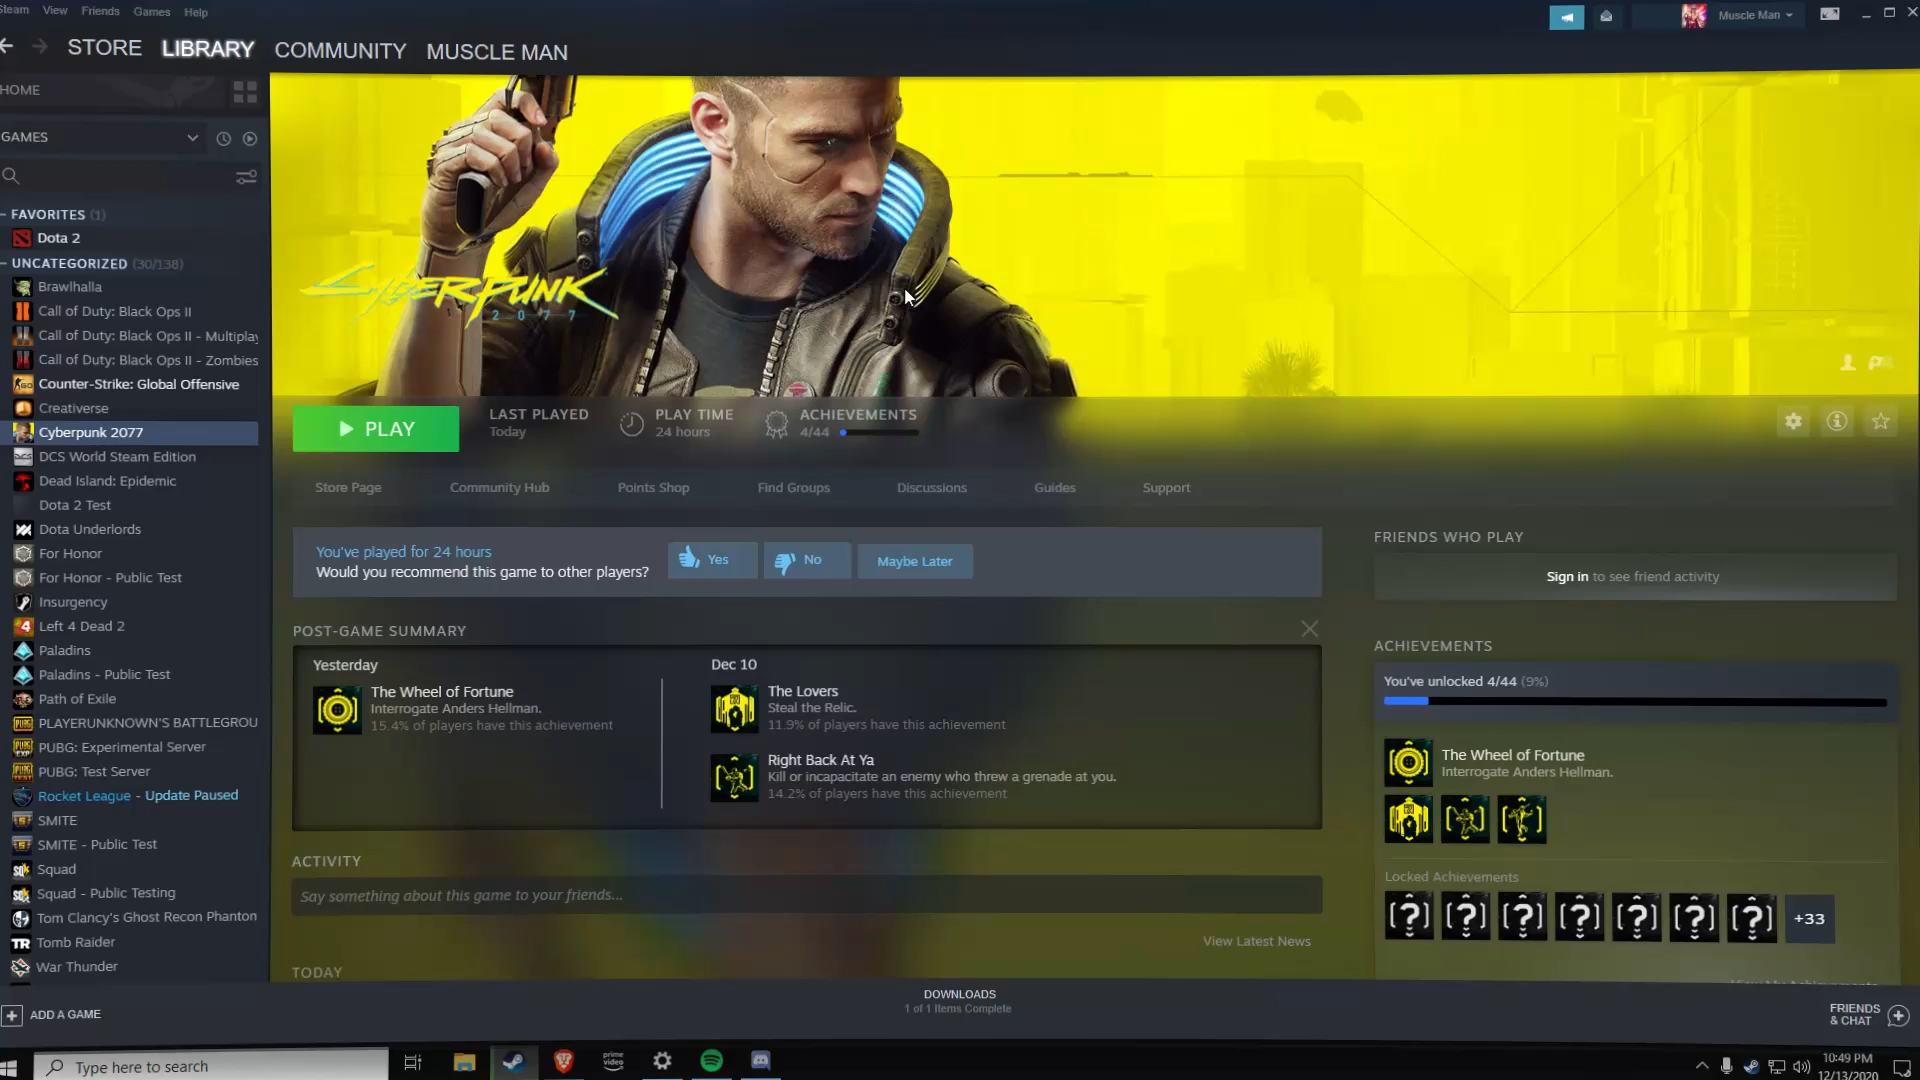 Steam View Friends Games Help
Muscle Man
STORE LIBRARY COMMUNITY MUSCLE MAN
HOME
GAMES
FAVORITES (1)
Dota 2
UNCATEGORIZED (30/138)
Brawlhalla
Call of Duty: Black Ops II
Call of Duty: Black Ops II - Multiplay
Call of Duty: Black Ops II - Zombies
Counter-Strike: Global Offensive
Creativerse
Cyberpunk 2077
DCS World Steam Edition
Dead Island: Epidemic
Dota 2 Test
Dota Underlords
For Honor
For Honor - Public Test
Insurgency
Left 4 Dead 2
Paladins
Paladins - Public Test
Path of Exile
PLAYERUNKNOWN'S BATTLEGROU
PUBG: Experimental Server
PUBG: Test Server
Rocket League - Update Paused
SMITE
SMITE - Public Test
Squad
Squad - Public Testing
Tom Clancy's Ghost Recon Phantom
Tomb Raider
War Thunder
ADD A GAME
CYBERPUNK
2077
PLAY
LAST PLAYED
Today
PLAY TIME
24 hours
ACHIEVEMENTS
4/44
Store Page Community Hub Points Shop Find Groups Discussions Guides Support
You've played for 24 hours
Would you recommend this game to other players?
Yes No Maybe Later
POST-GAME SUMMARY
Yesterday
The Wheel of Fortune
Interrogate Anders Hellman.
15.4% of players have this achievement
Dec 10
The Lovers
Steal the Relic.
11.9% of players have this achievement
Right Back At Ya
Kill or incapacitate an enemy who threw a grenade at you.
14.2% of players have this achievement
ACTIVITY
Say something about this game to your friends...
View Latest News
TODAY
FRIENDS WHO PLAY
Sign in to see friend activity
ACHIEVEMENTS
You've unlocked 4/44 (9%)
The Wheel of Fortune
Interrogate Anders Hellman.
Locked Achievements
+33
View My Achievements
DOWNLOADS
1 of 1 Items Complete
FRIENDS
& CHAT
Type here to search
prime
video
10:49 PM
12/13/2020